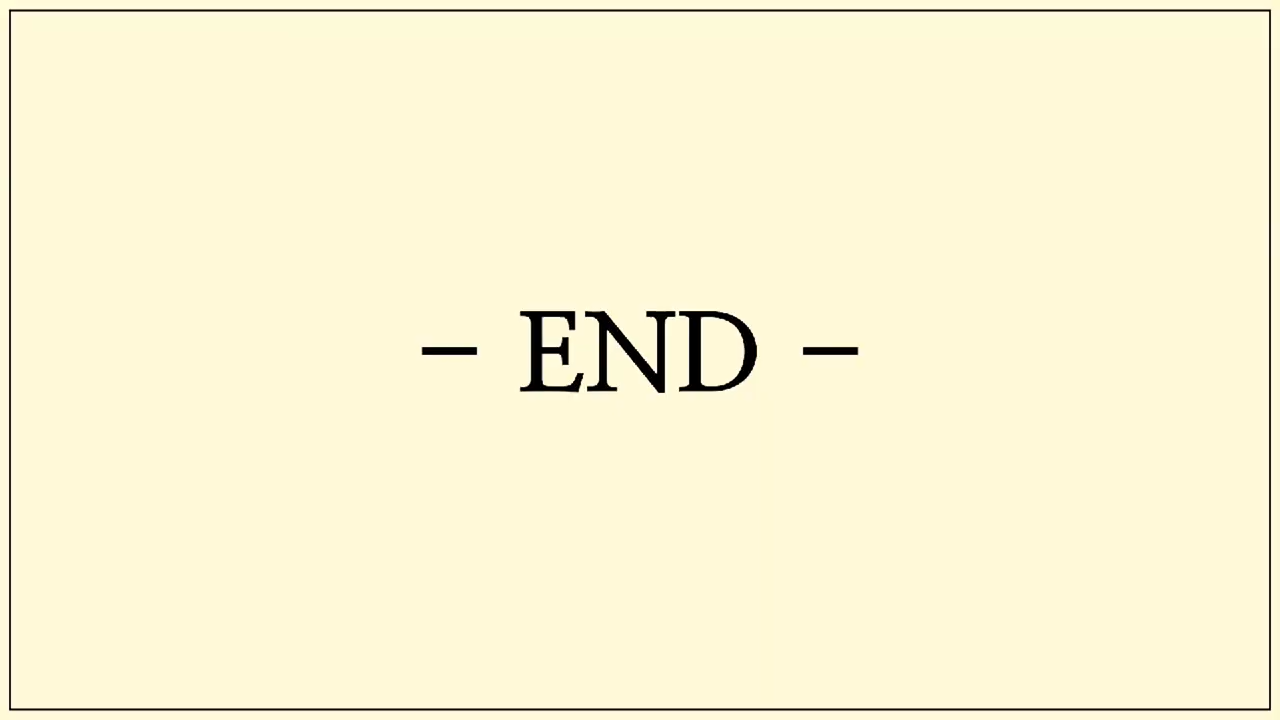 – END –